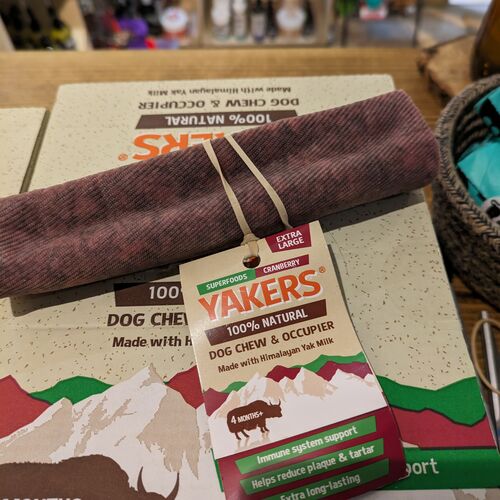 Made with Himalayan Yak Milk
DOG CHEW & OCCUPIER
100% NATURAL
YAKERS®
EXTRA
LARGE
SUPERFOODS CRANBERRY
YAKERS®
100% NATURAL
DOG CHEW & OCCUPIER
Made with Himalayan Yak Milk
4 MONTHS+
Immune system support
Helps reduce plaque & tartar
Extra long-lasting
100
DOG CHEW
Made with H
port